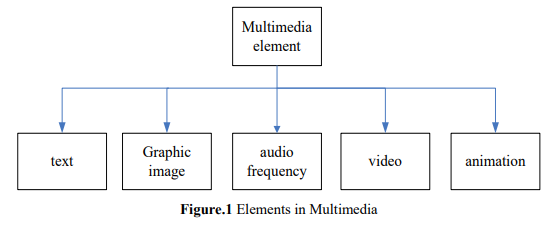 Multimedia
element
text
Graphic
image
audio
frequency
video
animation
Figure.1 Elements in Multimedia